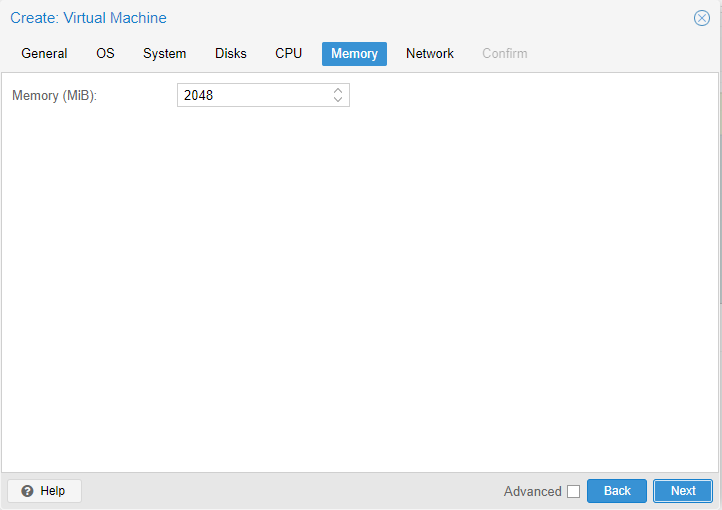 Create: Virtual Machine
General OS System Disks CPU Memory Network Confirm
Memory (MiB): 2048
Help Advanced Back Next